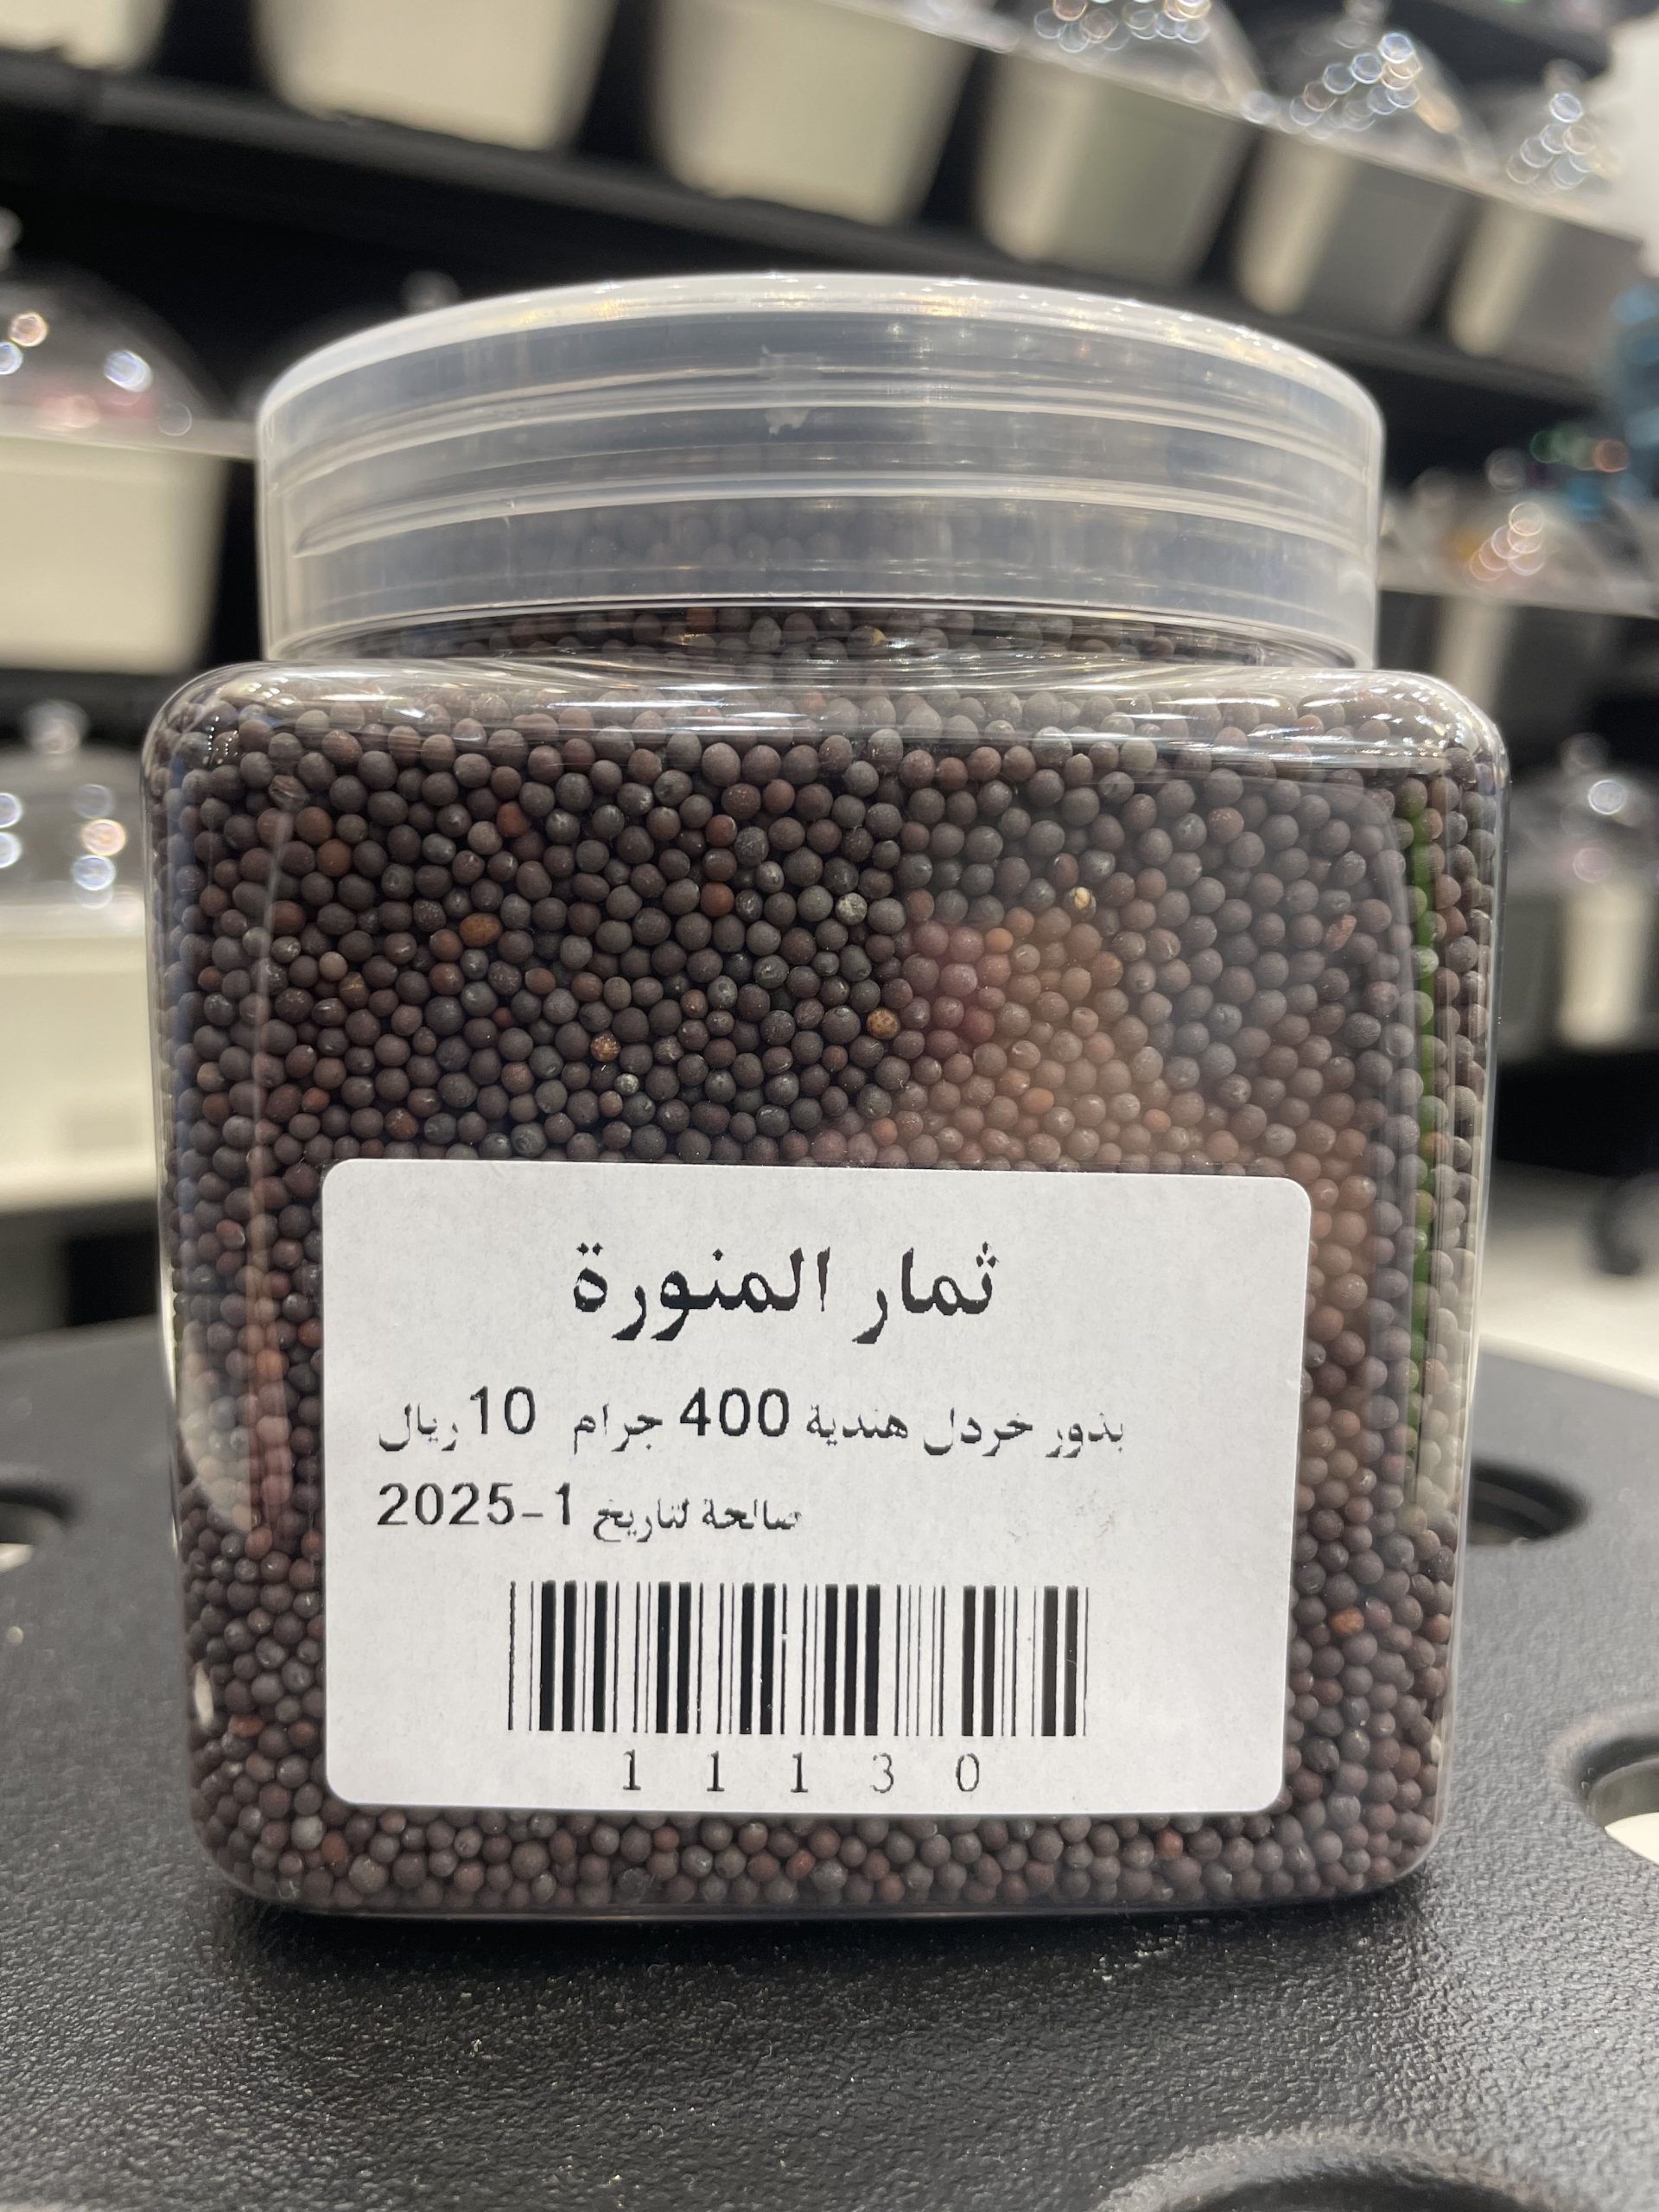 ثمار المنورة
بذور خردل هندية 400 جرام 10 ريال
صالحة لتاريخ 1-2025
11130